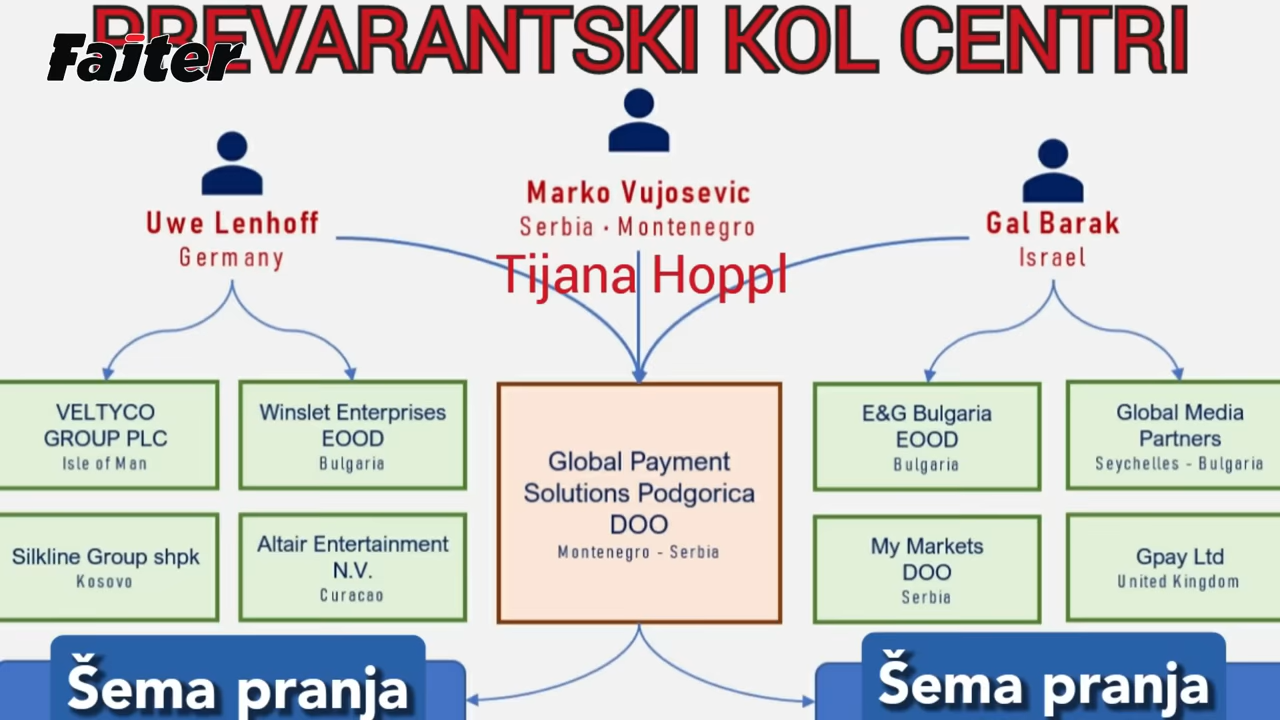 PREVARANTSKI KOL CENTRI
Fajter
Uwe Lenhoff
Germany
Marko Vujosevic
Serbia · Montenegro
Tijana Hoppl
Gal Barak
Israel
VELTYCO
GROUP PLC
Isle of Man
Winslet Enterprises
EOOD
Bulgaria
Silkline Group shpk
Kosovo
Altair Entertainment
N.V.
Curacao
Global Payment
Solutions Podgorica
DOO
Montenegro - Serbia
E&G Bulgaria
EOOD
Bulgaria
Global Media
Partners
Seychelles - Bulgaria
My Markets
DOO
Serbia
Gpay Ltd
United Kingdom
Šema pranja
Šema pranja